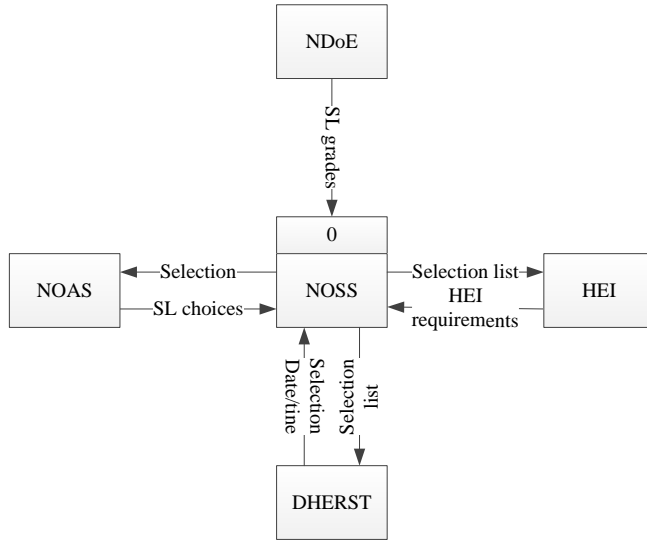 NDoE
SL grades
0
NOSS
NOAS
Selection
SL choices
Selection list
HEI
requirements
HEI
Selection
Date/tine
Selection
list
DHERST